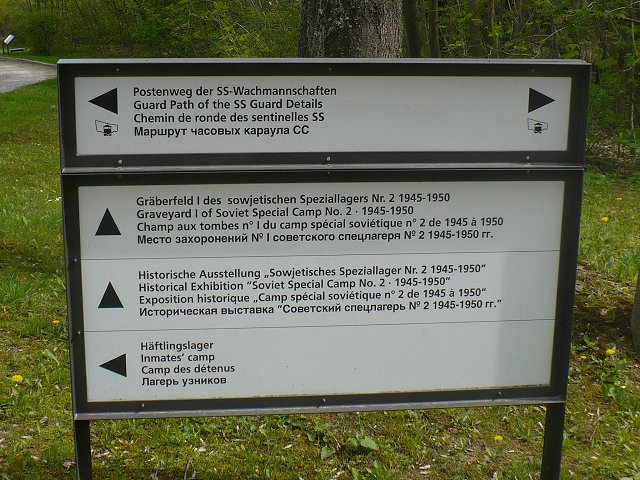 Postenweg der SS-Wachmannschaften
Guard Path of the SS Guard Details
Chemin de ronde des sentinelles SS
Маршрут часовых караула СС
Gräberfeld I des sowjetischen Speziallagers Nr. 2 1945-1950
Graveyard I of Soviet Special Camp No. 2 · 1945-1950
Champ aux tombes n° I du camp spécial soviétique n° 2 de 1945 à 1950
Место захоронений № I советского спецлагеря № 2 1945-1950 гг.
Historische Ausstellung „Sowjetisches Speziallager Nr. 2 1945-1950"
Historical Exhibition "Soviet Special Camp No. 2 · 1945-1950"
Exposition historique „Camp spécial soviétique n° 2 de 1945 à 1950"
Историческая выставка "Советский спецлагерь № 2 1945-1950 гг."
Häftlingslager
Inmates' camp
Camp des détenus
Лагерь узников